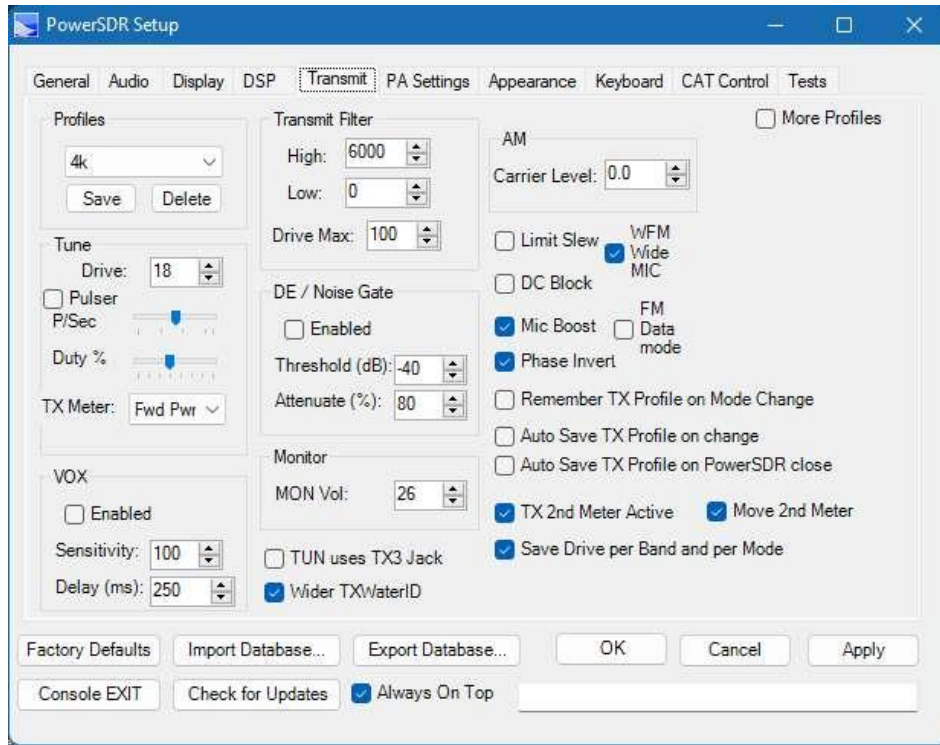 PowerSDR Setup
General Audio Display DSP Transmit PA Settings Appearance Keyboard CAT Control Tests
Profiles
4k
Save Delete
Tune
Drive: 18
Pulser
P/Sec
Duty %
TX Meter: Fwd Pwr
VOX
Enabled
Sensitivity: 100
Delay (ms): 250
Transmit Filter
High: 6000
Low: 0
Drive Max: 100
DE / Noise Gate
Enabled
Threshold (dB): -40
Attenuate (%): 80
Monitor
MON Vol: 26
TUN uses TX3 Jack
Wider TXWaterID
More Profiles
AM
Carrier Level: 0.0
Limit Slew
WFM
Wide
MIC
DC Block
Mic Boost
FM
Data
mode
Phase Invert
Remember TX Profile on Mode Change
Auto Save TX Profile on change
Auto Save TX Profile on PowerSDR close
TX 2nd Meter Active Move 2nd Meter
Save Drive per Band and per Mode
Factory Defaults Import Database... Export Database... OK Cancel Apply
Console EXIT Check for Updates Always On Top